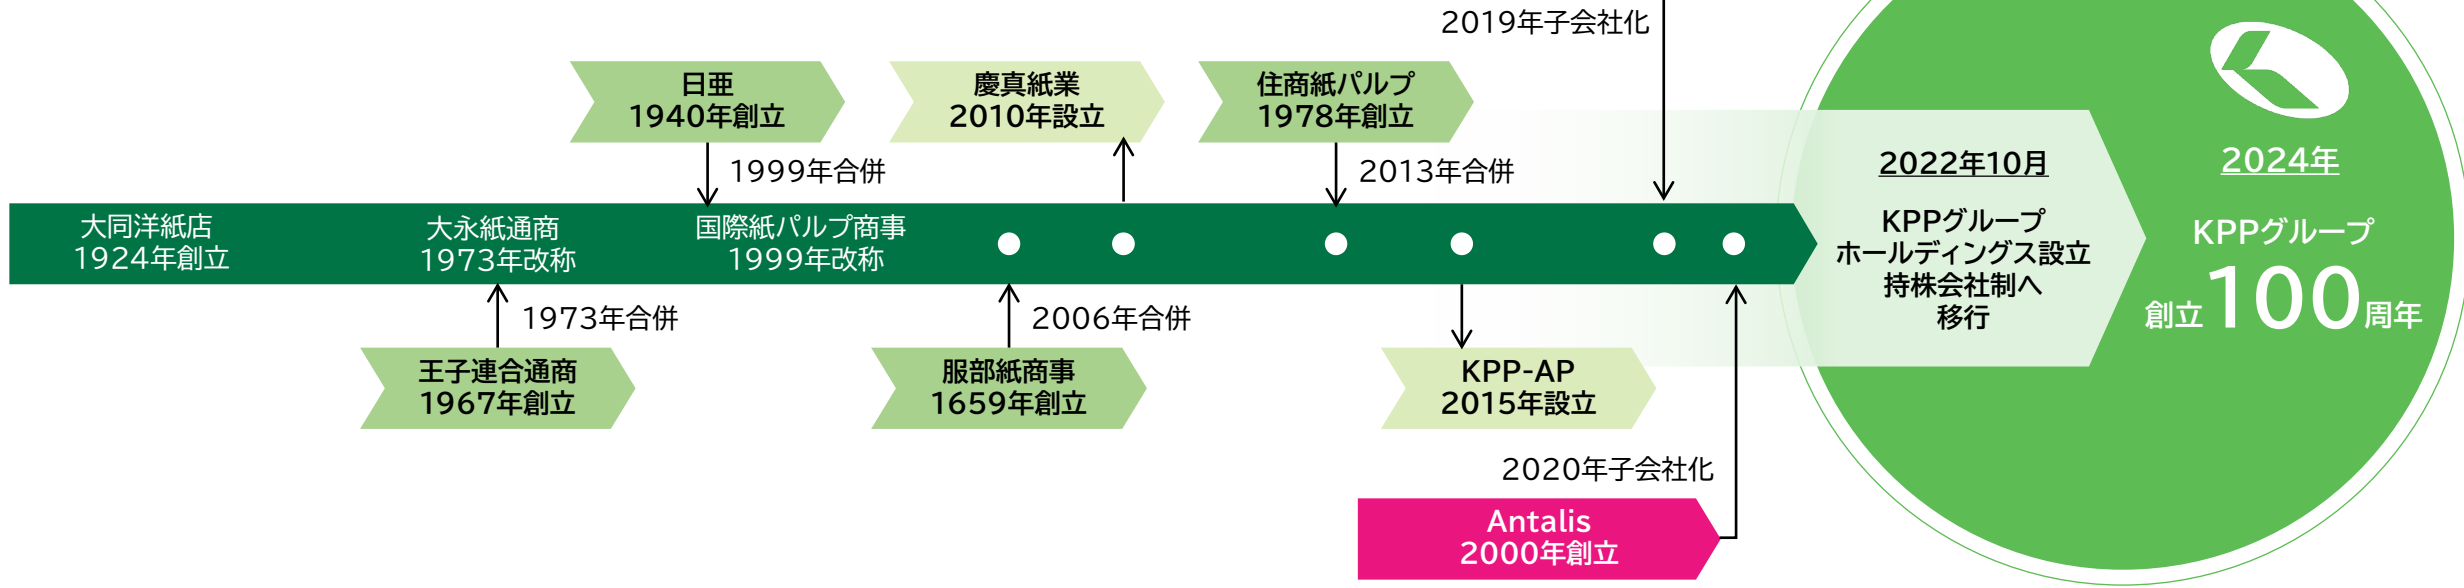 2019年子会社化
日亜
1940年創立
慶真紙業
2010年設立
住商紙パルプ
1978年創立
1999年合併
2013年合併
大同洋紙店
1924年創立
大永紙通商
1973年改称
国際紙パルプ商事
1999年改称
1973年合併
2006年合併
王子連合通商
1967年創立
服部紙商事
1659年創立
KPP-AP
2015年設立
2020年子会社化
Antalis
2000年創立
2022年10月
KPPグループ
ホールディングス設立
持株会社制へ
移行
2024年
KPPグループ
創立100周年